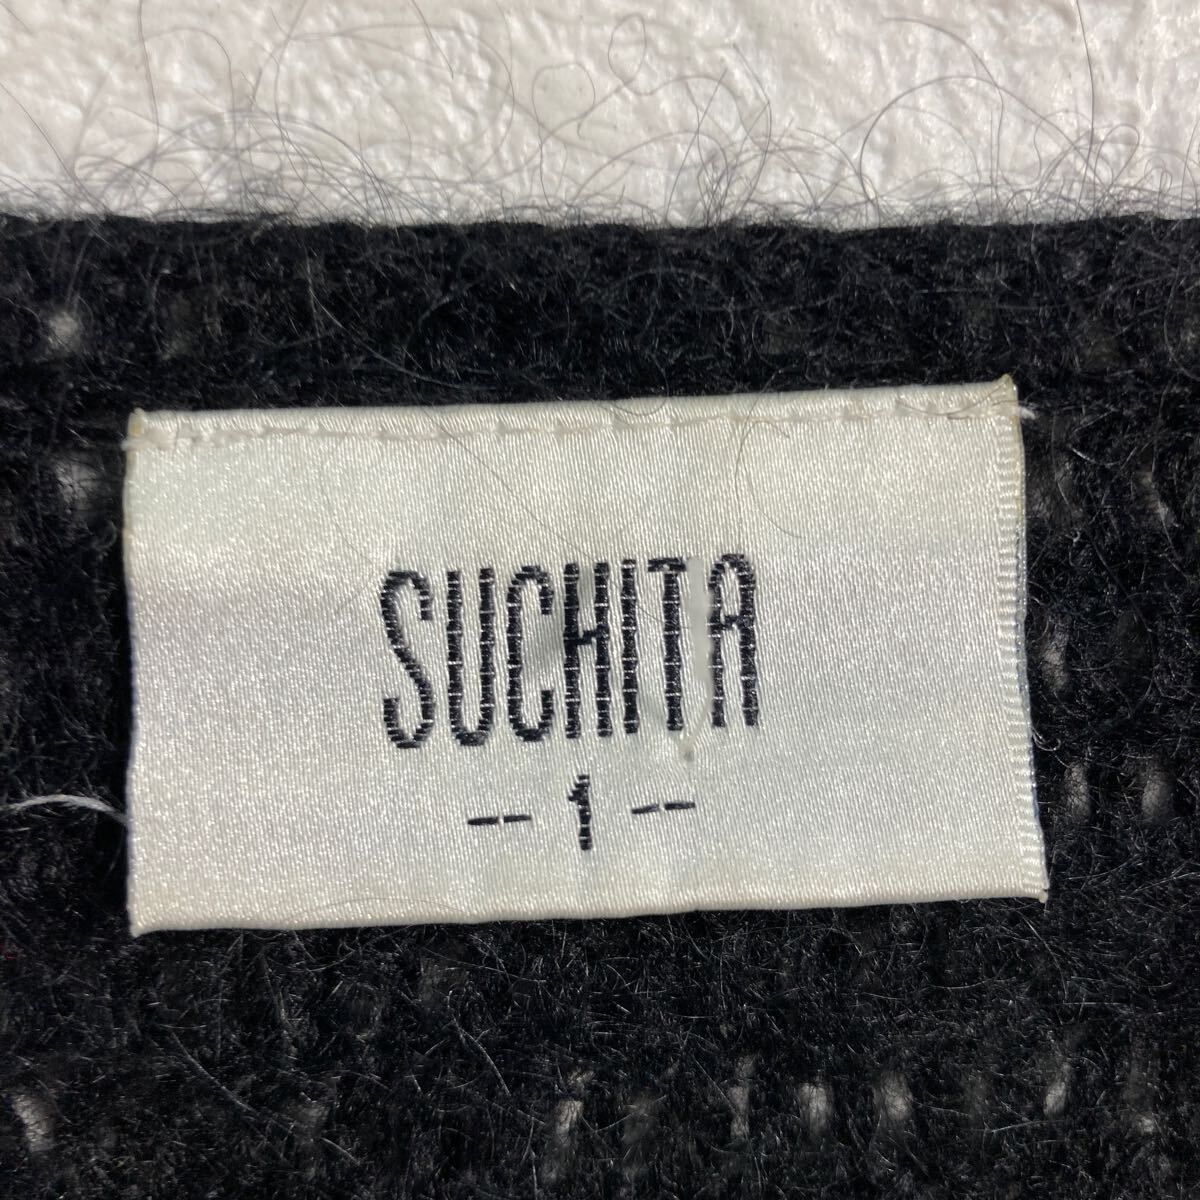 SUCHITA
-- 1 --